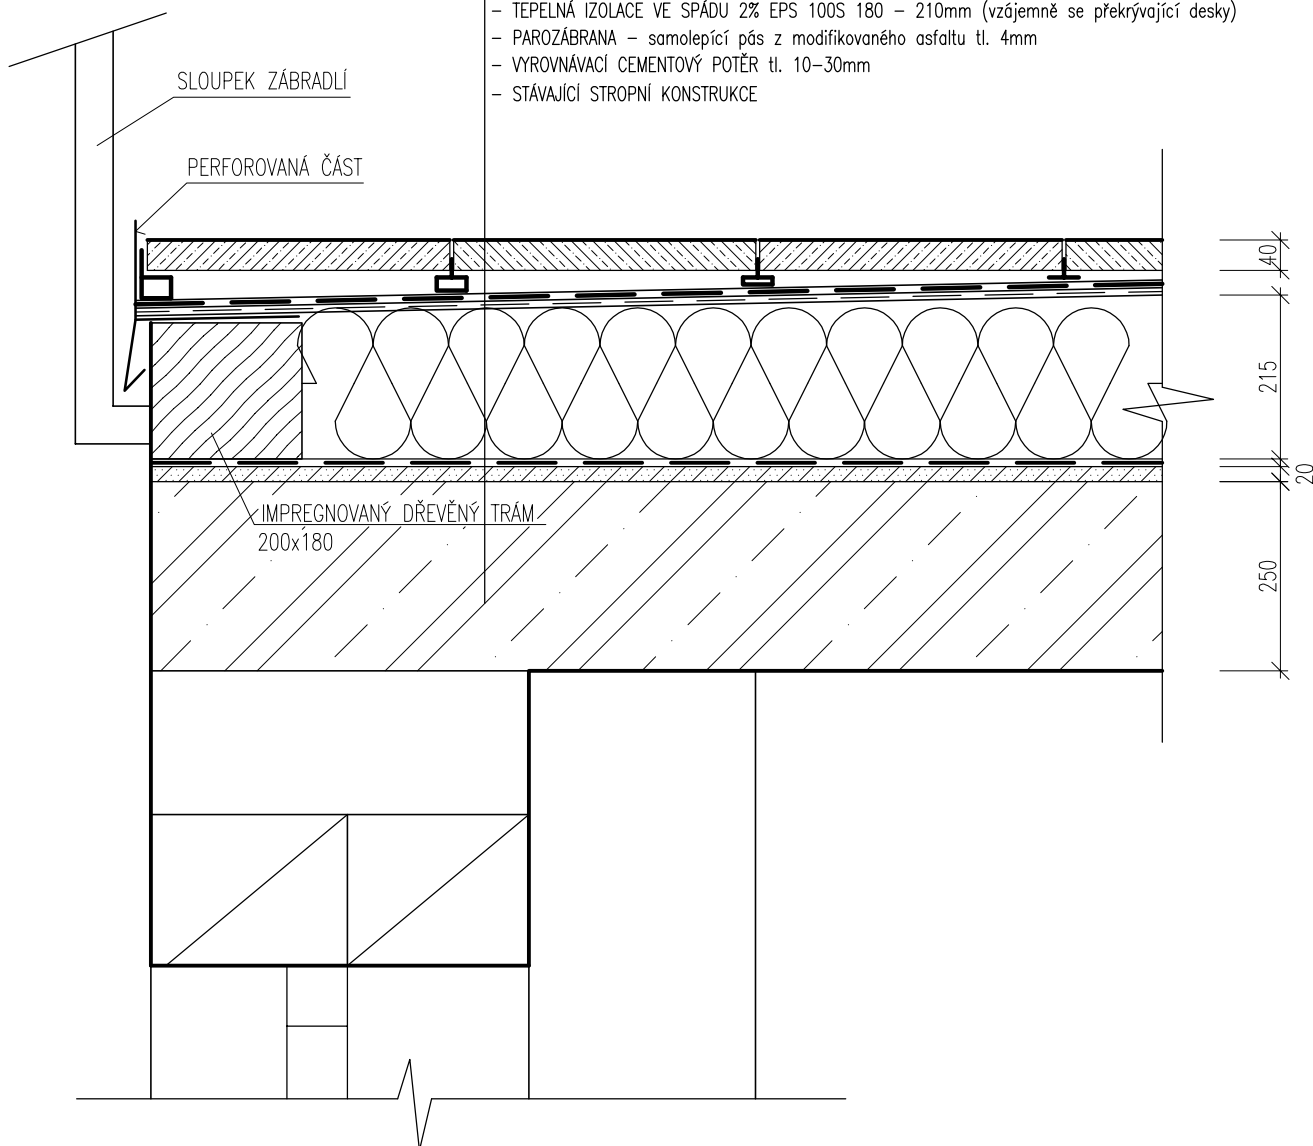 - TEPELNÁ IZOLACE VE SPÁDU 2% EPS 100S 180 - 210mm (vzájemně se překrývající desky)
- PAROZÁBRANA - samolepící pás z modifikovaného asfaltu tl. 4mm
- VYROVNÁVACÍ CEMENTOVÝ POTĚR tl. 10-30mm
- STÁVAJÍCÍ STROPNÍ KONSTRUKCE
SLOUPEK ZÁBRADLÍ
PERFOROVANÁ ČÁST
40
215
20
250
IMPREGNOVANÝ DŘEVĚNÝ TRÁM
200x180